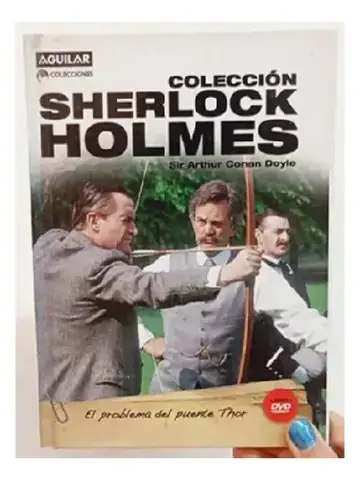 AGUILAR
COLECCIONES
COLECCIÓN
SHERLOCK
HOLMES
Sir Arthur Conan Doyle
El problema del puente Thor
DVD